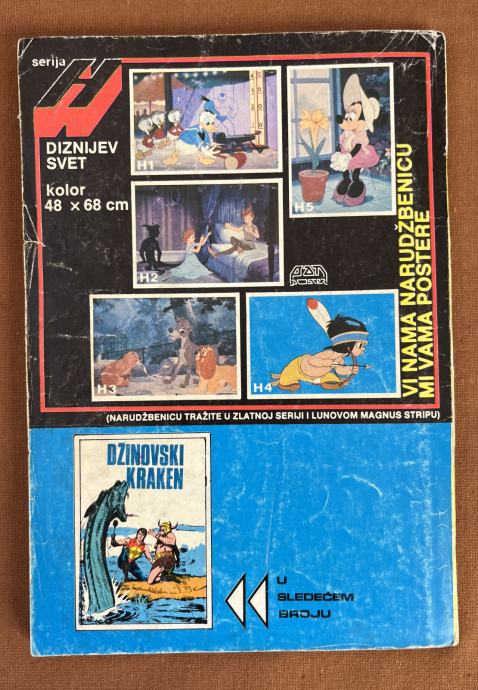 serija
H
DIZNIJEV
SVET
kolor
48 × 68 cm
H1
H5
H2
H3
H4
VI NAMA NARUDŽBENICU
MI VAMA POSTERE
(NARUDŽBENICU TRAŽITE U ZLATNOJ SERIJI I LUNOVOM MAGNUS STRIPU)
DŽINOVSKI
KRAKEN
U
SLEDEĆEM
BROJU